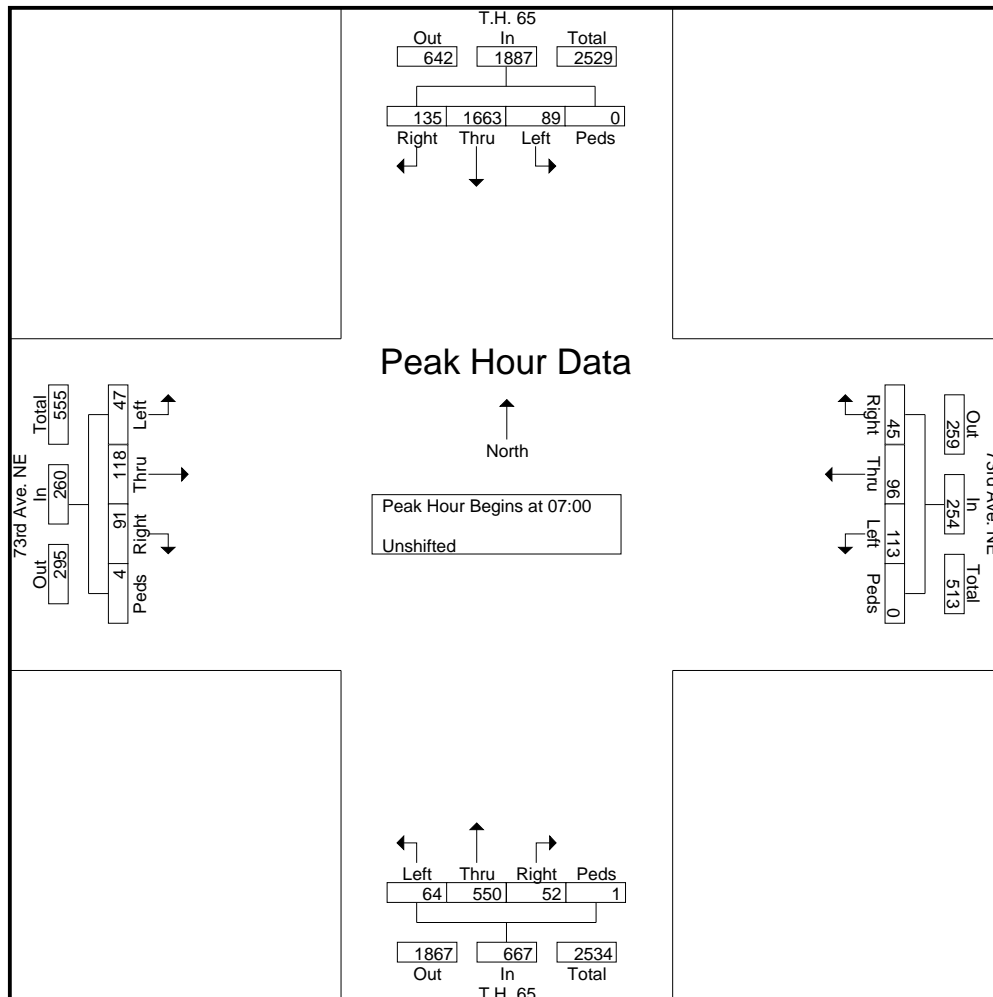 T.H. 65
Out In Total
642 1887 2529
135 1663 89 0
Right Thru Left Peds
Peak Hour Data
North
Peak Hour Begins at 07:00
Unshifted
73rd Ave. NE
Out In Total
295 260 555
Left Thru Right Peds
47 118 91 4
73rd Ave. NE
Out In Total
259 254 513
Right Thru Left Peds
45 96 113 0
Left Thru Right Peds
64 550 52 1
1867 667 2534
Out In Total
T.H. 65